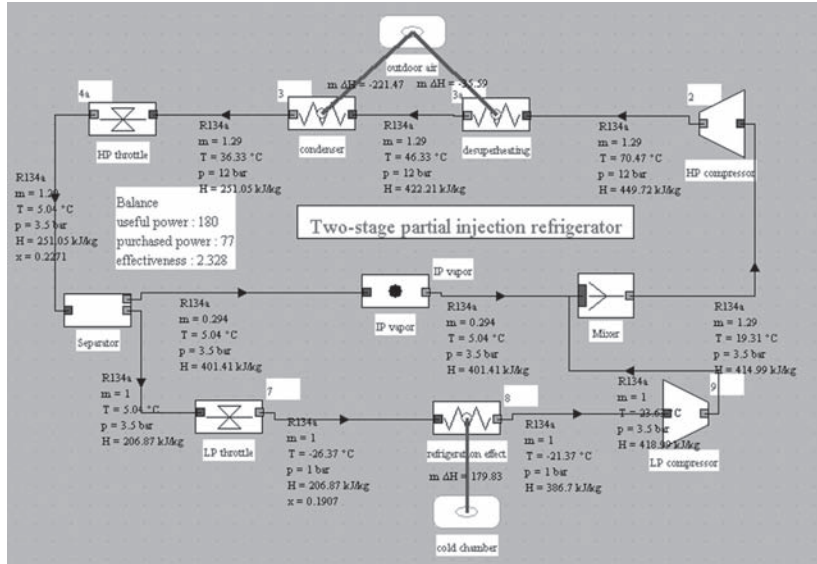 outdoor air
m ΔH = -221.47
m ΔH = -35.59
4a
3
3a
2
HP throttle
condenser
desuperheating
HP compressor
R134a
m = 1.29
T = 36.33 °C
p = 12 bar
H = 251.05 kJ/kg
R134a
m = 1.29
T = 46.33 °C
p = 12 bar
H = 422.21 kJ/kg
R134a
m = 1.29
T = 70.47 °C
p = 12 bar
H = 449.72 kJ/kg
R134a
m = 1.29
T = 5.04 °C
p = 3.5 bar
H = 251.05 kJ/kg
x = 0.2271
Balance
useful power : 180
purchased power : 77
effectiveness : 2.328
Two-stage partial injection refrigerator
Separator
IP vapor
IP vapor
Mixer
R134a
m = 0.294
T = 5.04 °C
p = 3.5 bar
H = 401.41 kJ/kg
R134a
m = 0.294
T = 5.04 °C
p = 3.5 bar
H = 401.41 kJ/kg
R134a
m = 1.29
T = 19.31 °C
p = 3.5 bar
H = 414.99 kJ/kg
R134a
m = 1
T = 5.04 °C
p = 3.5 bar
H = 206.87 kJ/kg
7
LP throttle
R134a
m = 1
T = -26.37 °C
p = 1 bar
H = 206.87 kJ/kg
x = 0.1907
8
refrigeration effect
m ΔH = 179.83
cold chamber
R134a
m = 1
T = -21.37 °C
p = 1 bar
H = 386.7 kJ/kg
R134a
m = 1
p = 3.5 bar
H = 418.99 kJ/kg
9
LP compressor